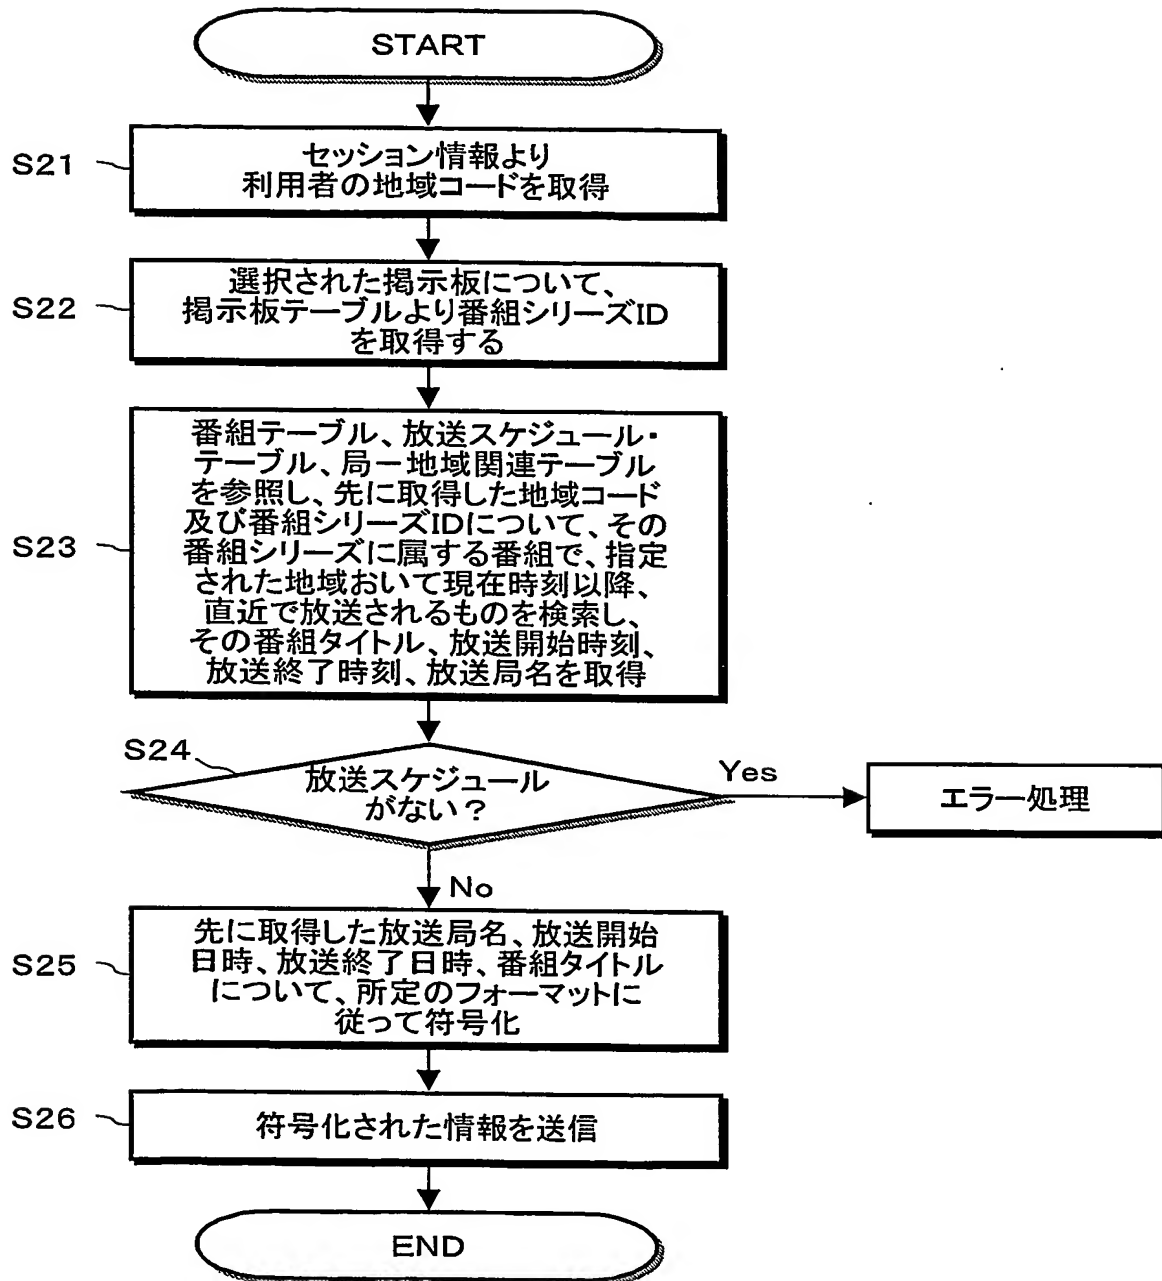 START
S21
セッション情報より
利用者の地域コードを取得
S22
選択された掲示板について、
掲示板テーブルより番組シリーズID
を取得する
S23
番組テーブル、放送スケジュール・
テーブル、局ー地域関連テーブル
を参照し、先に取得した地域コード
及び番組シリーズIDについて、その
番組シリーズに属する番組で、指定
された地域おいて現在時刻以降、
直近で放送されるものを検索し、
その番組タイトル、放送開始時刻、
放送終了時刻、放送局名を取得
S24
放送スケジュール
がない？
Yes
エラー処理
No
S25
先に取得した放送局名、放送開始
日時、放送終了日時、番組タイトル
について、所定のフォーマットに
従って符号化
S26
符号化された情報を送信
END